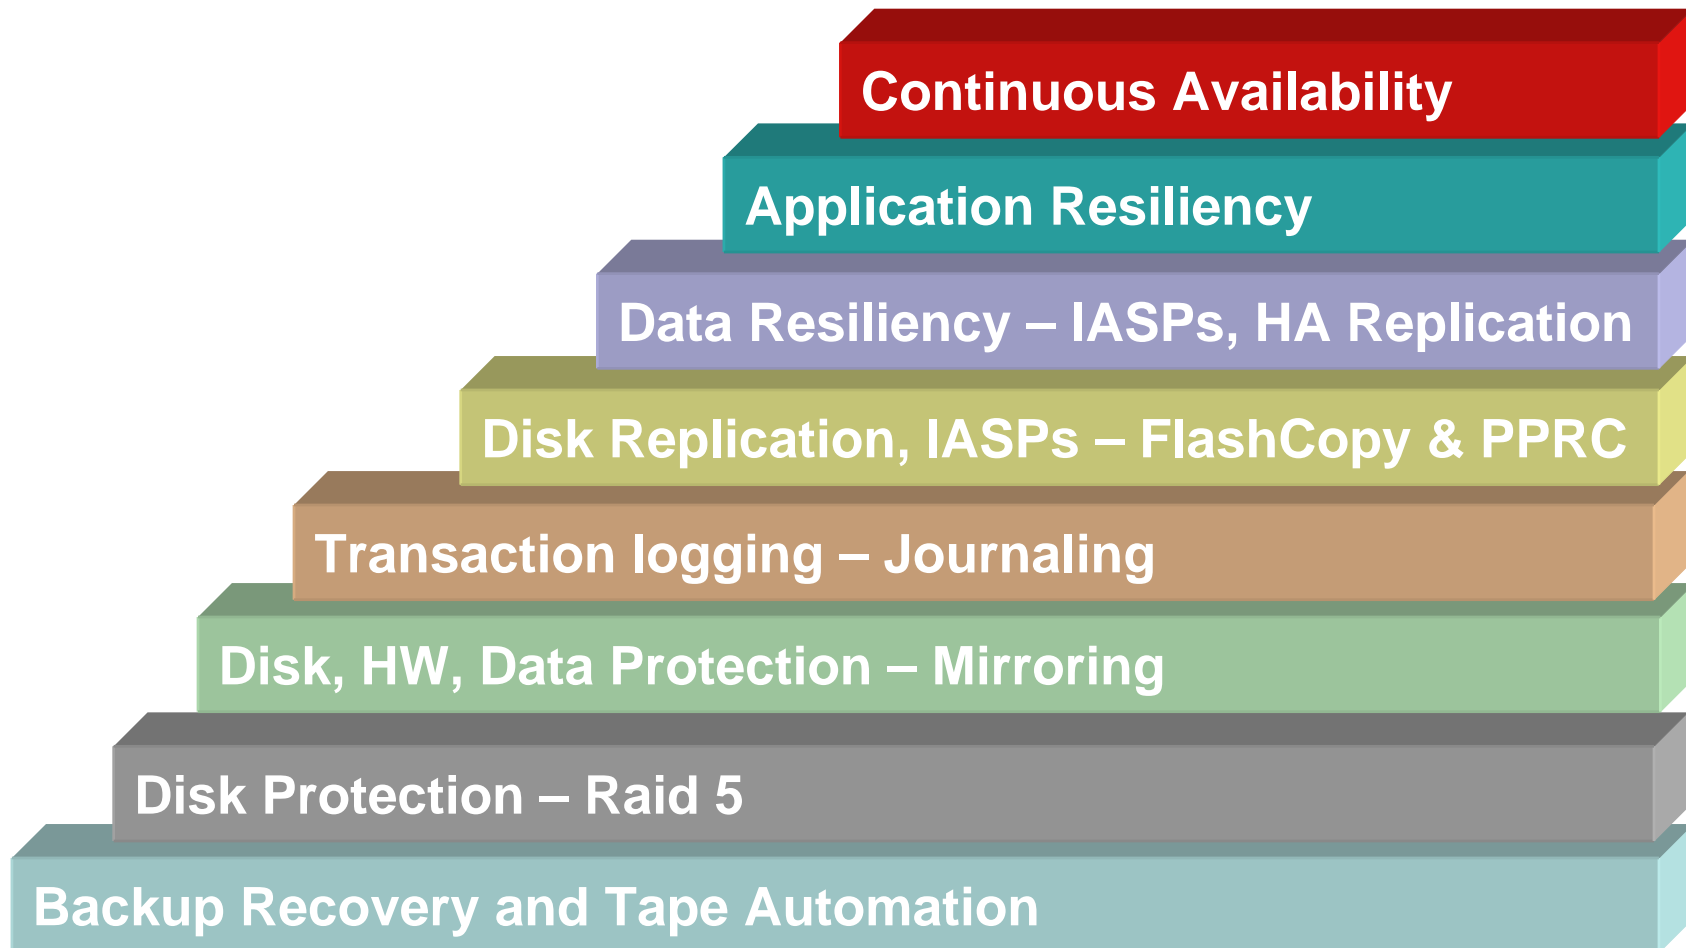 Continuous Availability
Application Resiliency
Data Resiliency – IASPs, HA Replication
Disk Replication, IASPs – FlashCopy & PPRC
Transaction logging – Journaling
Disk, HW, Data Protection – Mirroring
Disk Protection – Raid 5
Backup Recovery and Tape Automation